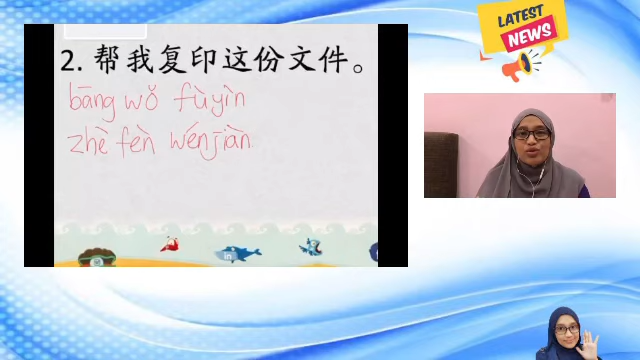 LATEST
NEWS
2. 帮我复印这份文件。
bāng wǒ fùyìn
zhè fèn wénjiàn